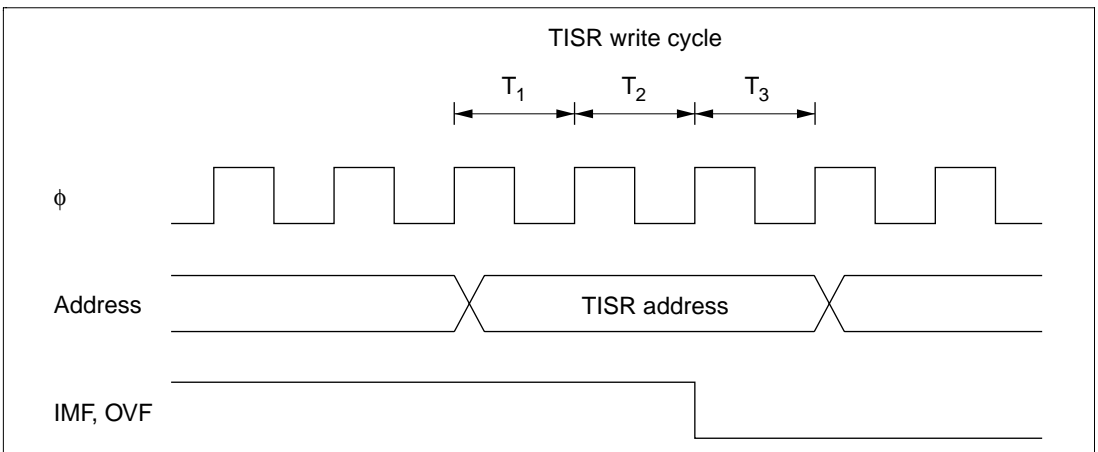 TISR write cycle
T1 T2 T3
ϕ
Address TISR address
IMF, OVF